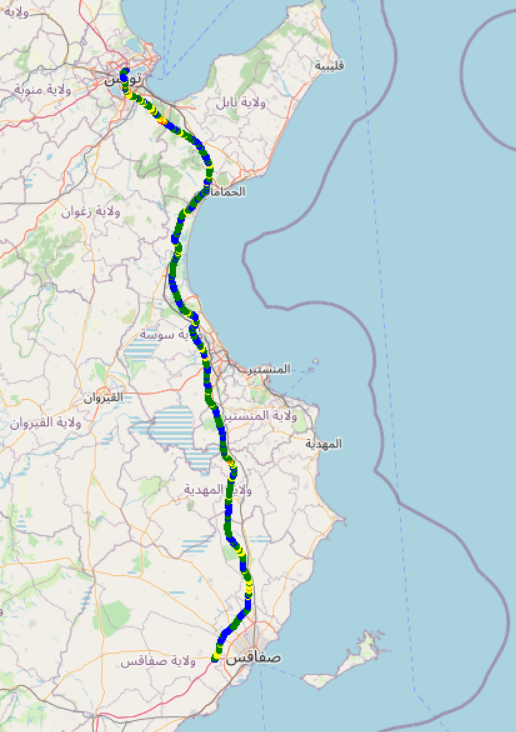 ولاية
قليبية
تونس
ولاية منوبة
ولاية نابل
الحمامات
ولاية زغوان
ولاية سوسة
المنستير
القيروان
ولاية المنستير
ولاية القيروان
المهدية
ولاية المهدية
صفاقس
ولاية صفاقس